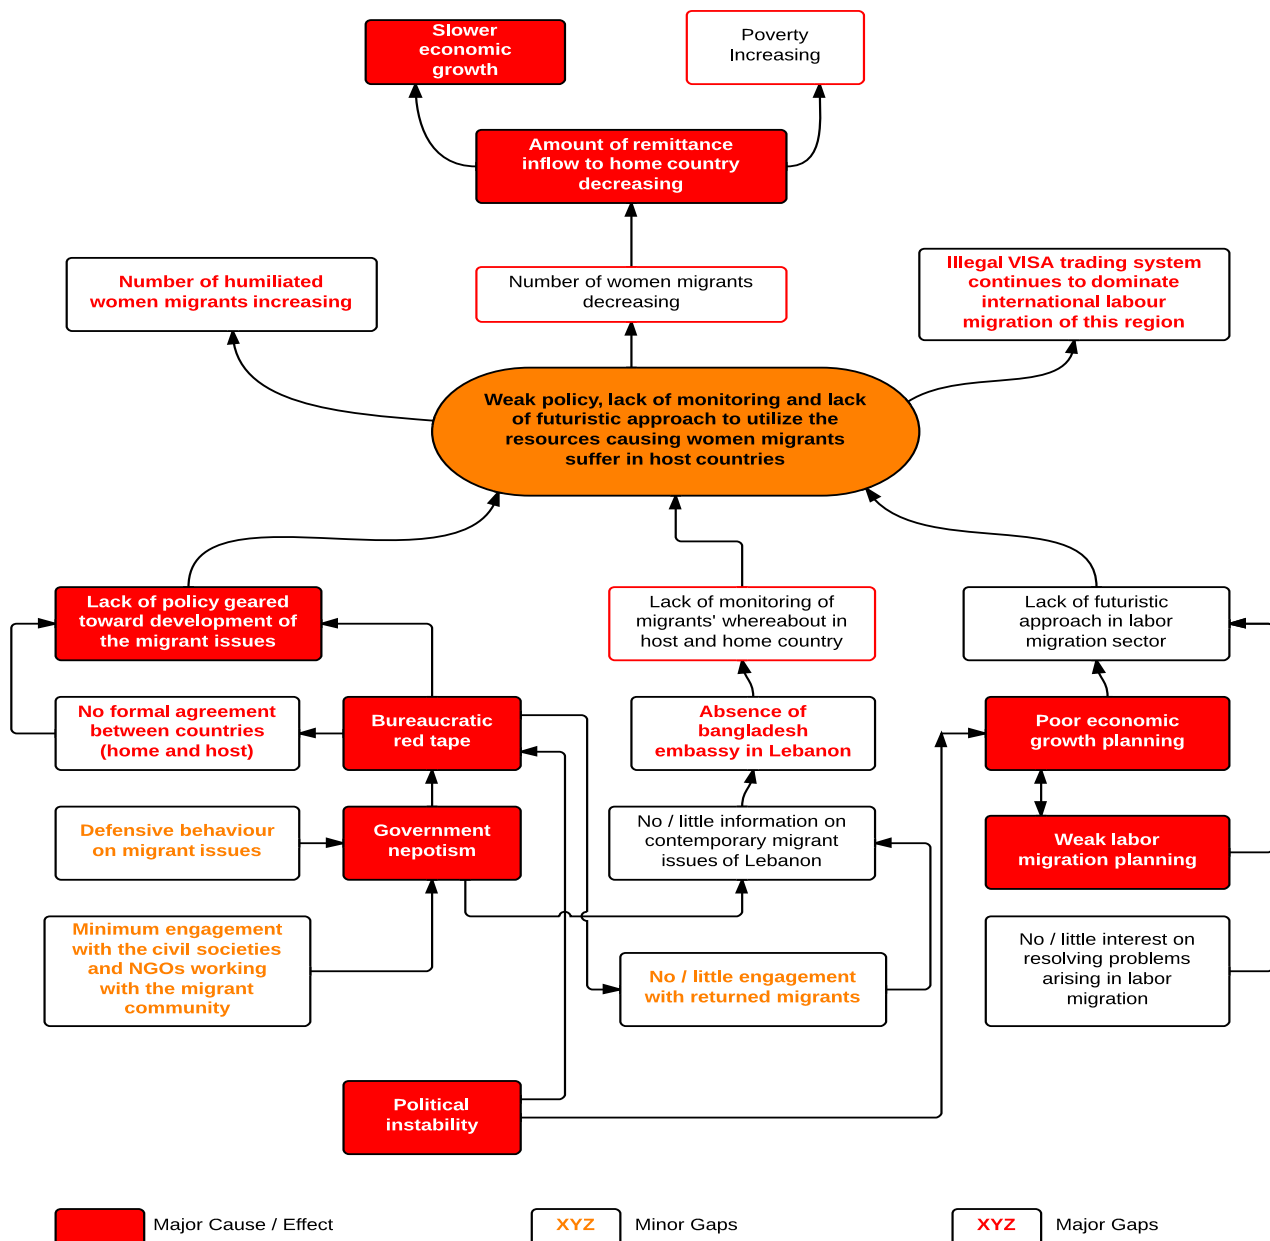 Slower
economic
growth
Poverty
Increasing
Amount of remittance
inflow to home country
decreasing
Number of humiliated
women migrants increasing
Number of women migrants
decreasing
Illegal VISA trading system
continues to dominate
international labour
migration of this region
Weak policy, lack of monitoring and lack
of futuristic approach to utilize the
resources causing women migrants
suffer in host countries
Lack of policy geared
toward development of
the migrant issues
Lack of monitoring of
migrants' whereabout in
host and home country
Lack of futuristic
approach in labor
migration sector
No formal agreement
between countries
(home and host)
Bureaucratic
red tape
Absence of
bangladesh
embassy in Lebanon
Poor economic
growth planning
Defensive behaviour
on migrant issues
Government
nepotism
No / little information on
contemporary migrant
issues of Lebanon
Weak labor
migration planning
Minimum engagement
with the civil societies
and NGOs working
with the migrant
community
No / little engagement
with returned migrants
No / little interest on
resolving problems
arising in labor
migration
Political
instability
Major Cause / Effect
XYZ
Minor Gaps
XYZ
Major Gaps